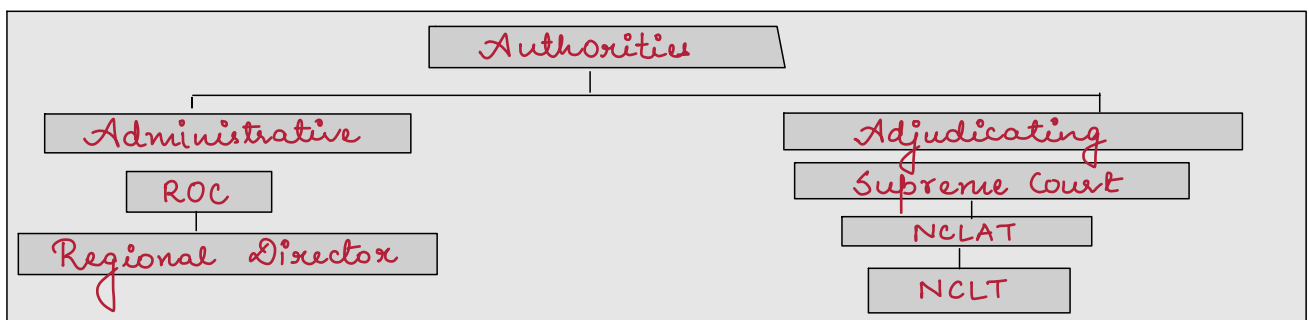 Authorities
Administrative
Adjudicating
ROC
Supreme Court
Regional Director
NCLAT
NCLT